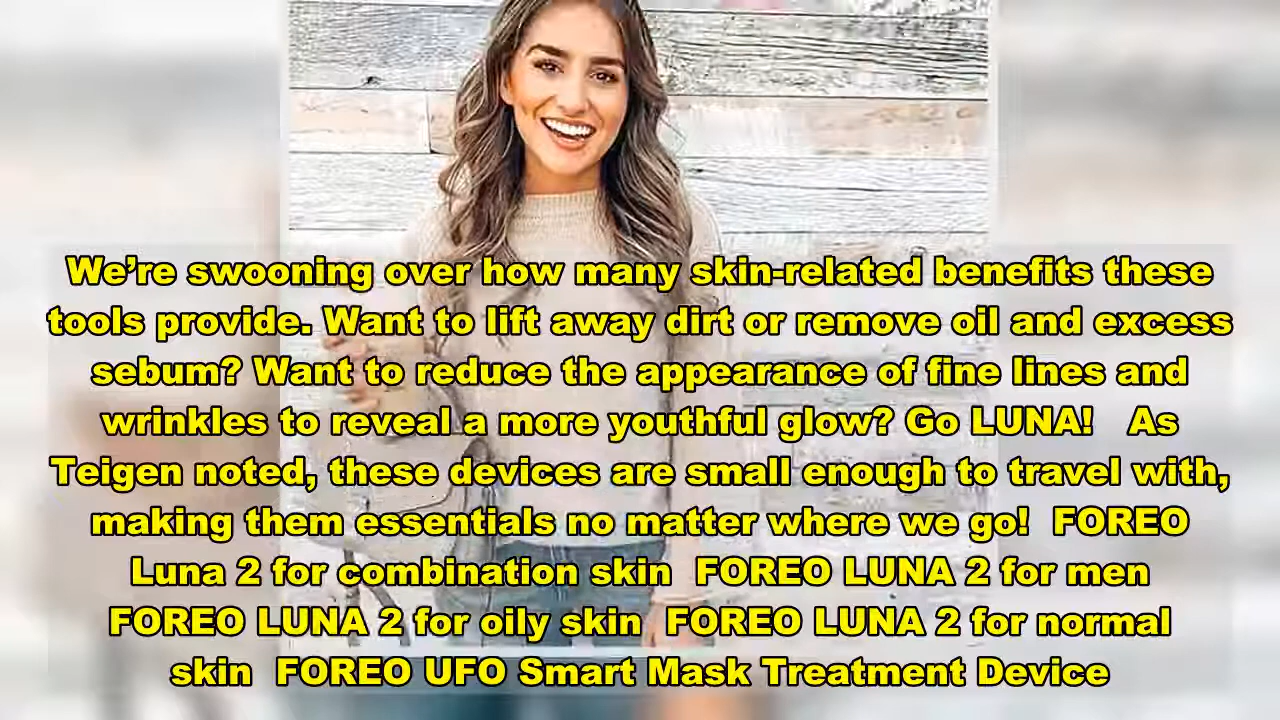 We’re swooning over how many skin-related benefits these
tools provide. Want to lift away dirt or remove oil and excess
sebum? Want to reduce the appearance of fine lines and
wrinkles to reveal a more youthful glow? Go LUNA!   As
Teigen noted, these devices are small enough to travel with,
making them essentials no matter where we go!  FOREO
Luna 2 for combination skin  FOREO LUNA 2 for men
FOREO LUNA 2 for oily skin  FOREO LUNA 2 for normal
skin  FOREO UFO Smart Mask Treatment Device